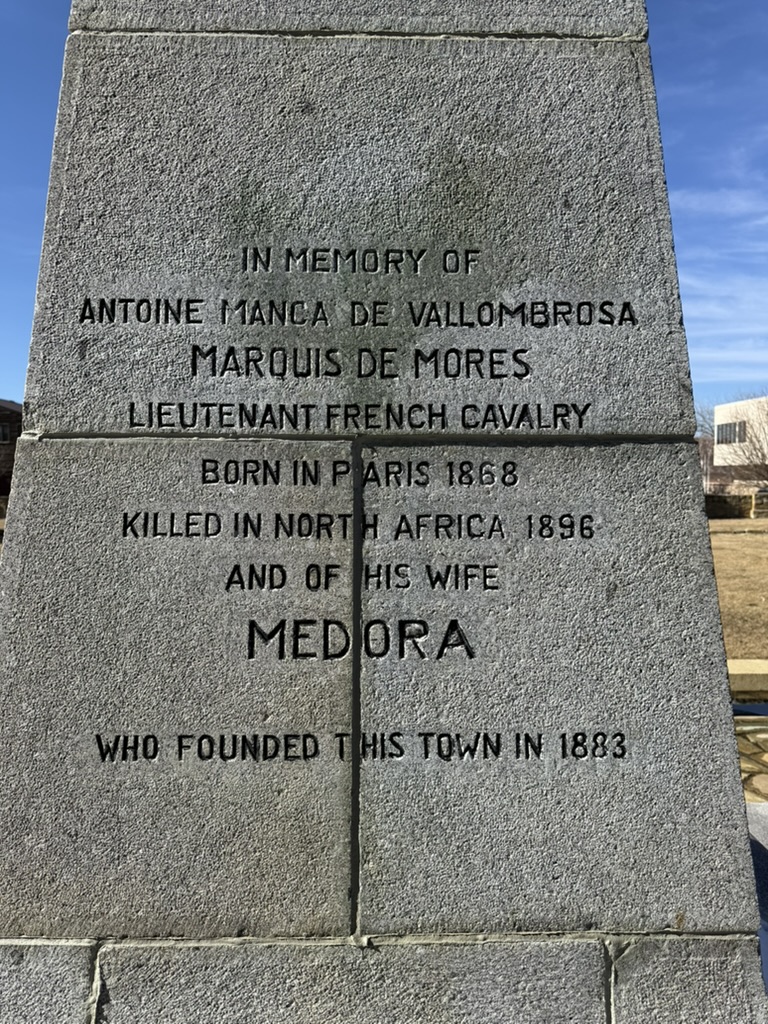 IN MEMORY OF
ANTOINE MANCA DE VALLOMBROSA
MARQUIS DE MORES
LIEUTENANT FRENCH CAVALRY
BORN IN PARIS 1868
KILLED IN NORTH AFRICA 1896
AND OF HIS WIFE
MEDORA
WHO FOUNDED THIS TOWN IN 1883